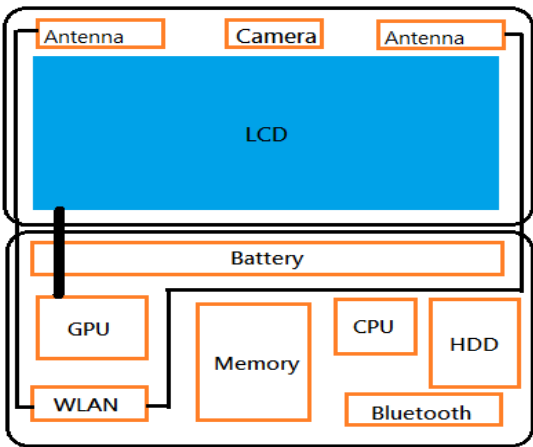 Antenna
Camera
Antenna
LCD
Battery
GPU
CPU
HDD
Memory
WLAN
Bluetooth